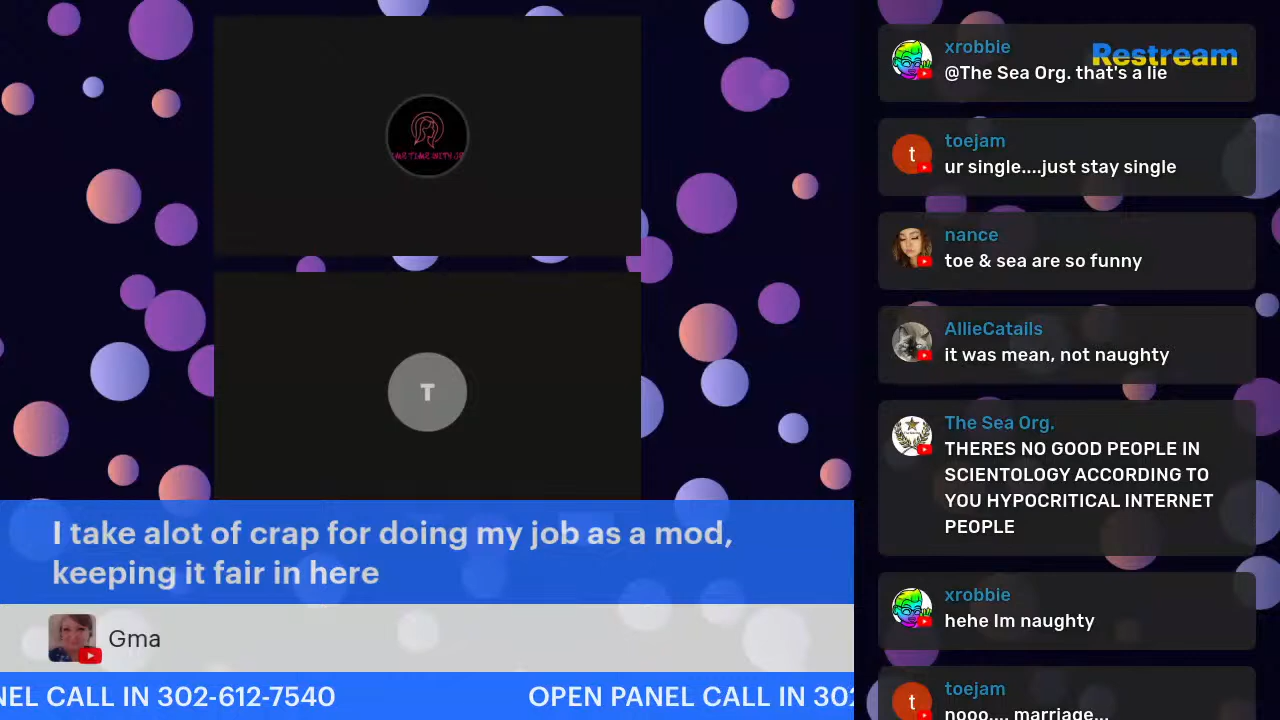 T
I take alot of crap for doing my job as a mod,
keeping it fair in here
Gma
NEL CALL IN 302-612-7540
OPEN PANEL CALL IN 302
Restream
xrobbie
@The Sea Org. that's a lie
t
toejam
ur single....just stay single
nance
toe & sea are so funny
AllieCatails
it was mean, not naughty
The Sea Org.
THERES NO GOOD PEOPLE IN
SCIENTOLOGY ACCORDING TO
YOU HYPOCRITICAL INTERNET
PEOPLE
xrobbie
hehe Im naughty
t
toejam
nooo.... marriage...